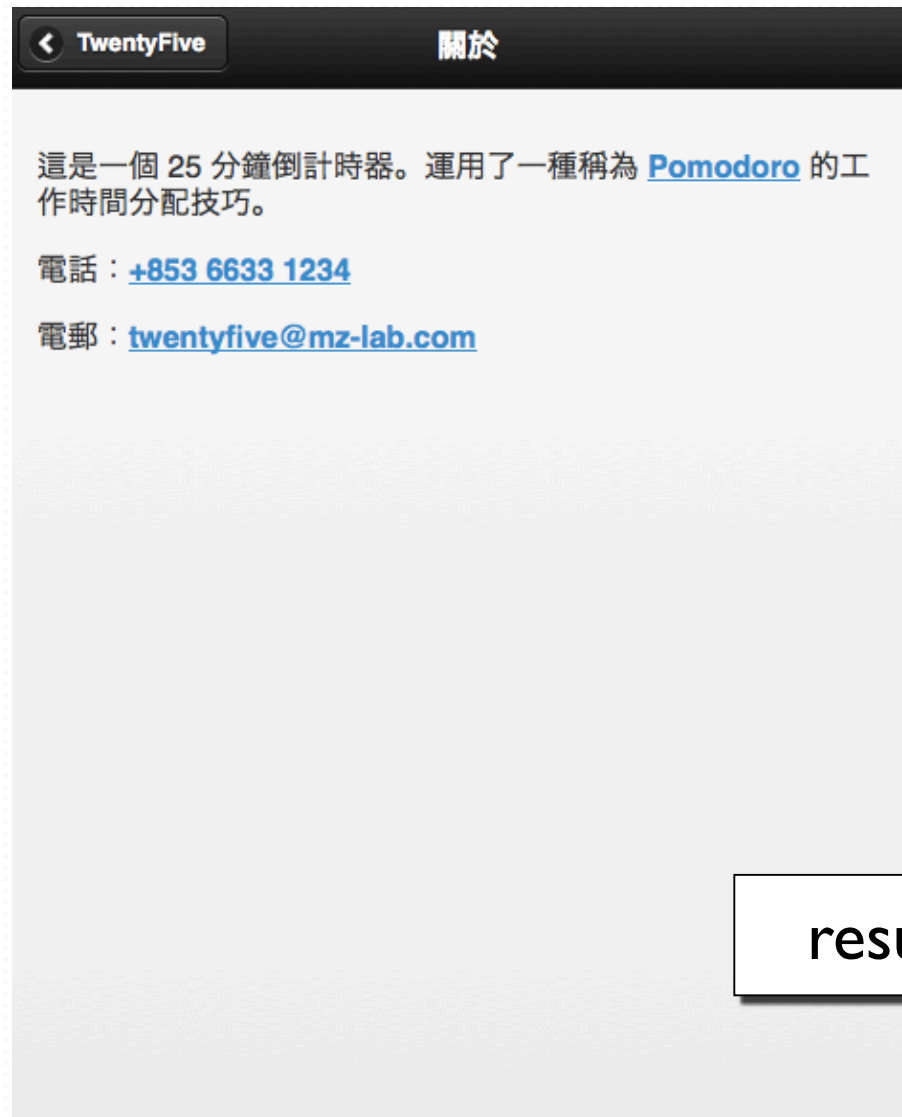 TwentyFive
關於
這是一個 25 分鐘倒計時器。運用了一種稱為 Pomodoro 的工
作時間分配技巧。
電話：+853 6633 1234
電郵：twentyfive@mz-lab.com